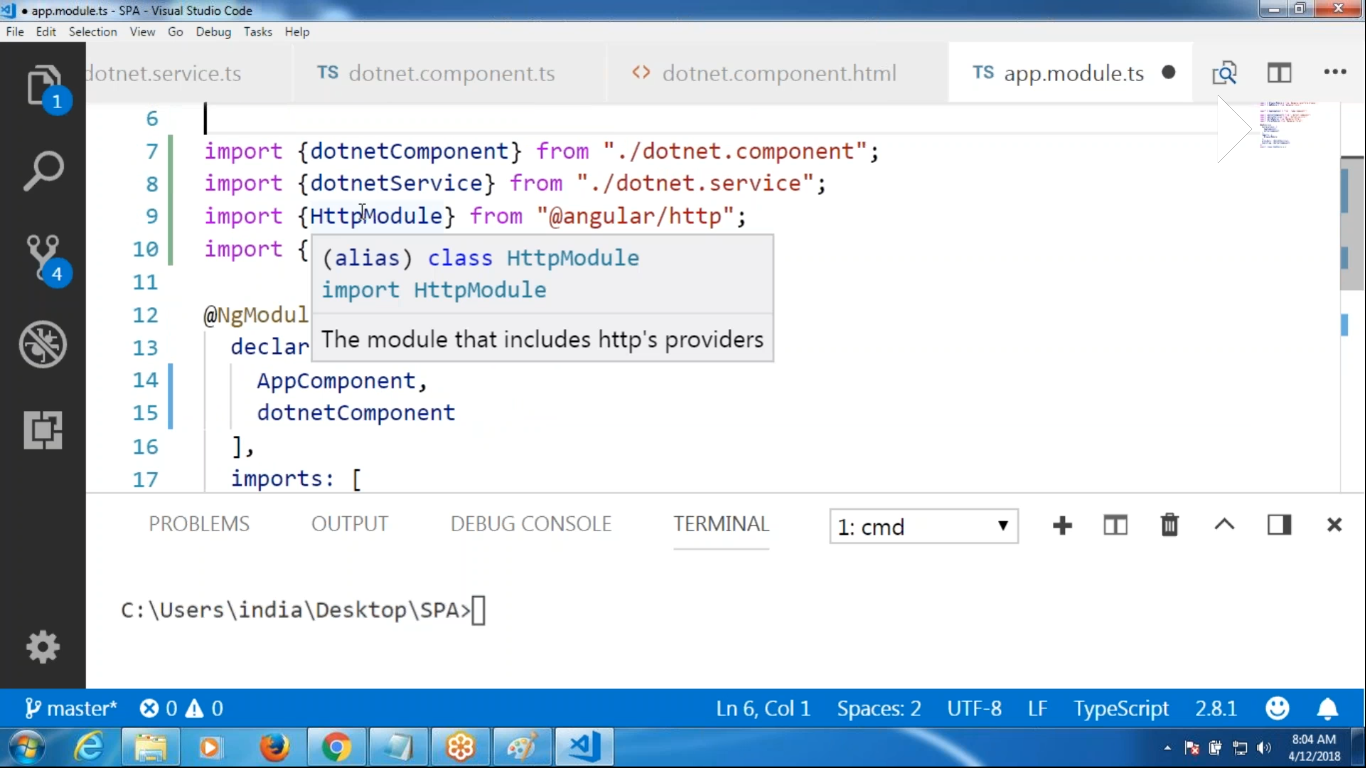 ● app.module.ts - SPA - Visual Studio Code
File Edit Selection View Go Debug Tasks Help
dotnet.service.ts TS dotnet.component.ts <> dotnet.component.html TS app.module.ts ●
1
4
6
7 import {dotnetComponent} from "./dotnet.component";
8 import {dotnetService} from "./dotnet.service";
9 import {HttpModule} from "@angular/http";
10 import {
(alias) class HttpModule
import HttpModule
The module that includes http's providers
11
12 @NgModul
13 declar
14 AppComponent,
15 dotnetComponent
16 ],
17 imports: [
PROBLEMS OUTPUT DEBUG CONSOLE TERMINAL 1: cmd
C:\Users\india\Desktop\SPA>
master* 0 0 Ln 6, Col 1 Spaces: 2 UTF-8 LF TypeScript 2.8.1
8:04 AM
4/12/2018